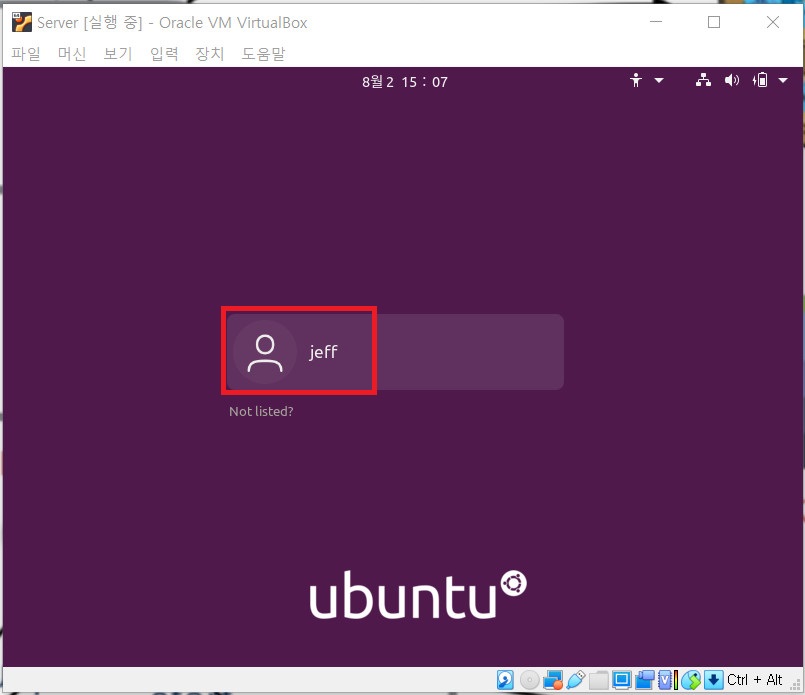 Server [실행 중] - Oracle VM VirtualBox
파일 머신 보기 입력 장치 도움말
8월 2 15 : 07
jeff
Not listed?
ubuntu
Ctrl + Alt